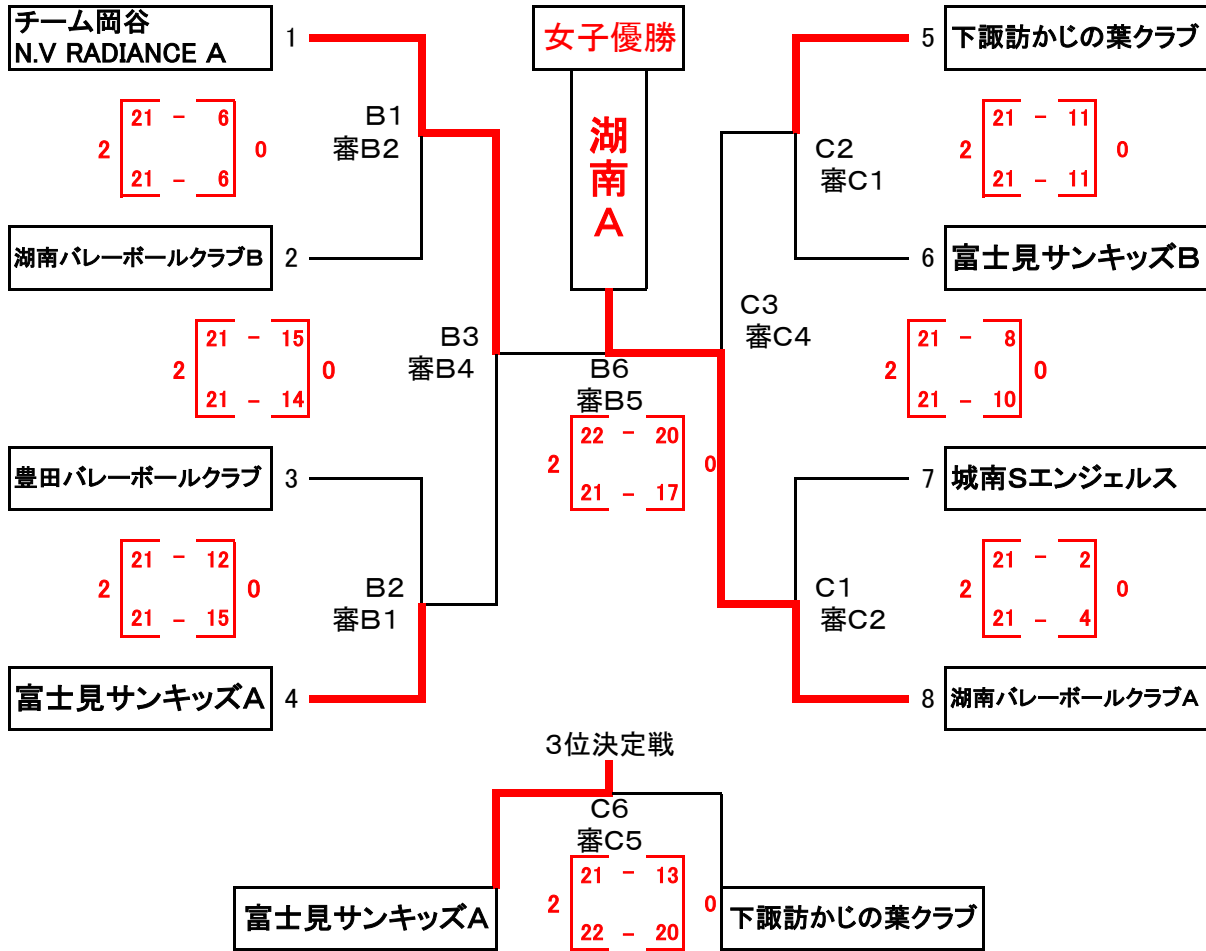 チーム岡谷
N.V RADIANCE A
1
女子優勝
5
下諏訪かじの葉クラブ
湖南A
B1
審B2
2
21 - 6
21 - 6
0
C2
審C1
2
21 - 11
21 - 11
0
湖南バレーボールクラブB
2
6
富士見サンキッズB
B3
審B4
2
21 - 15
21 - 14
0
C3
審C4
2
21 - 8
21 - 10
0
B6
審B5
2
22 - 20
21 - 17
0
豊田バレーボールクラブ
3
7
城南Sエンジェルス
2
21 - 12
21 - 15
0
B2
審B1
C1
審C2
2
21 - 2
21 - 4
0
富士見サンキッズA
4
8
湖南バレーボールクラブA
3位決定戦
C6
審C5
2
21 - 13
22 - 20
0
富士見サンキッズA
下諏訪かじの葉クラブ